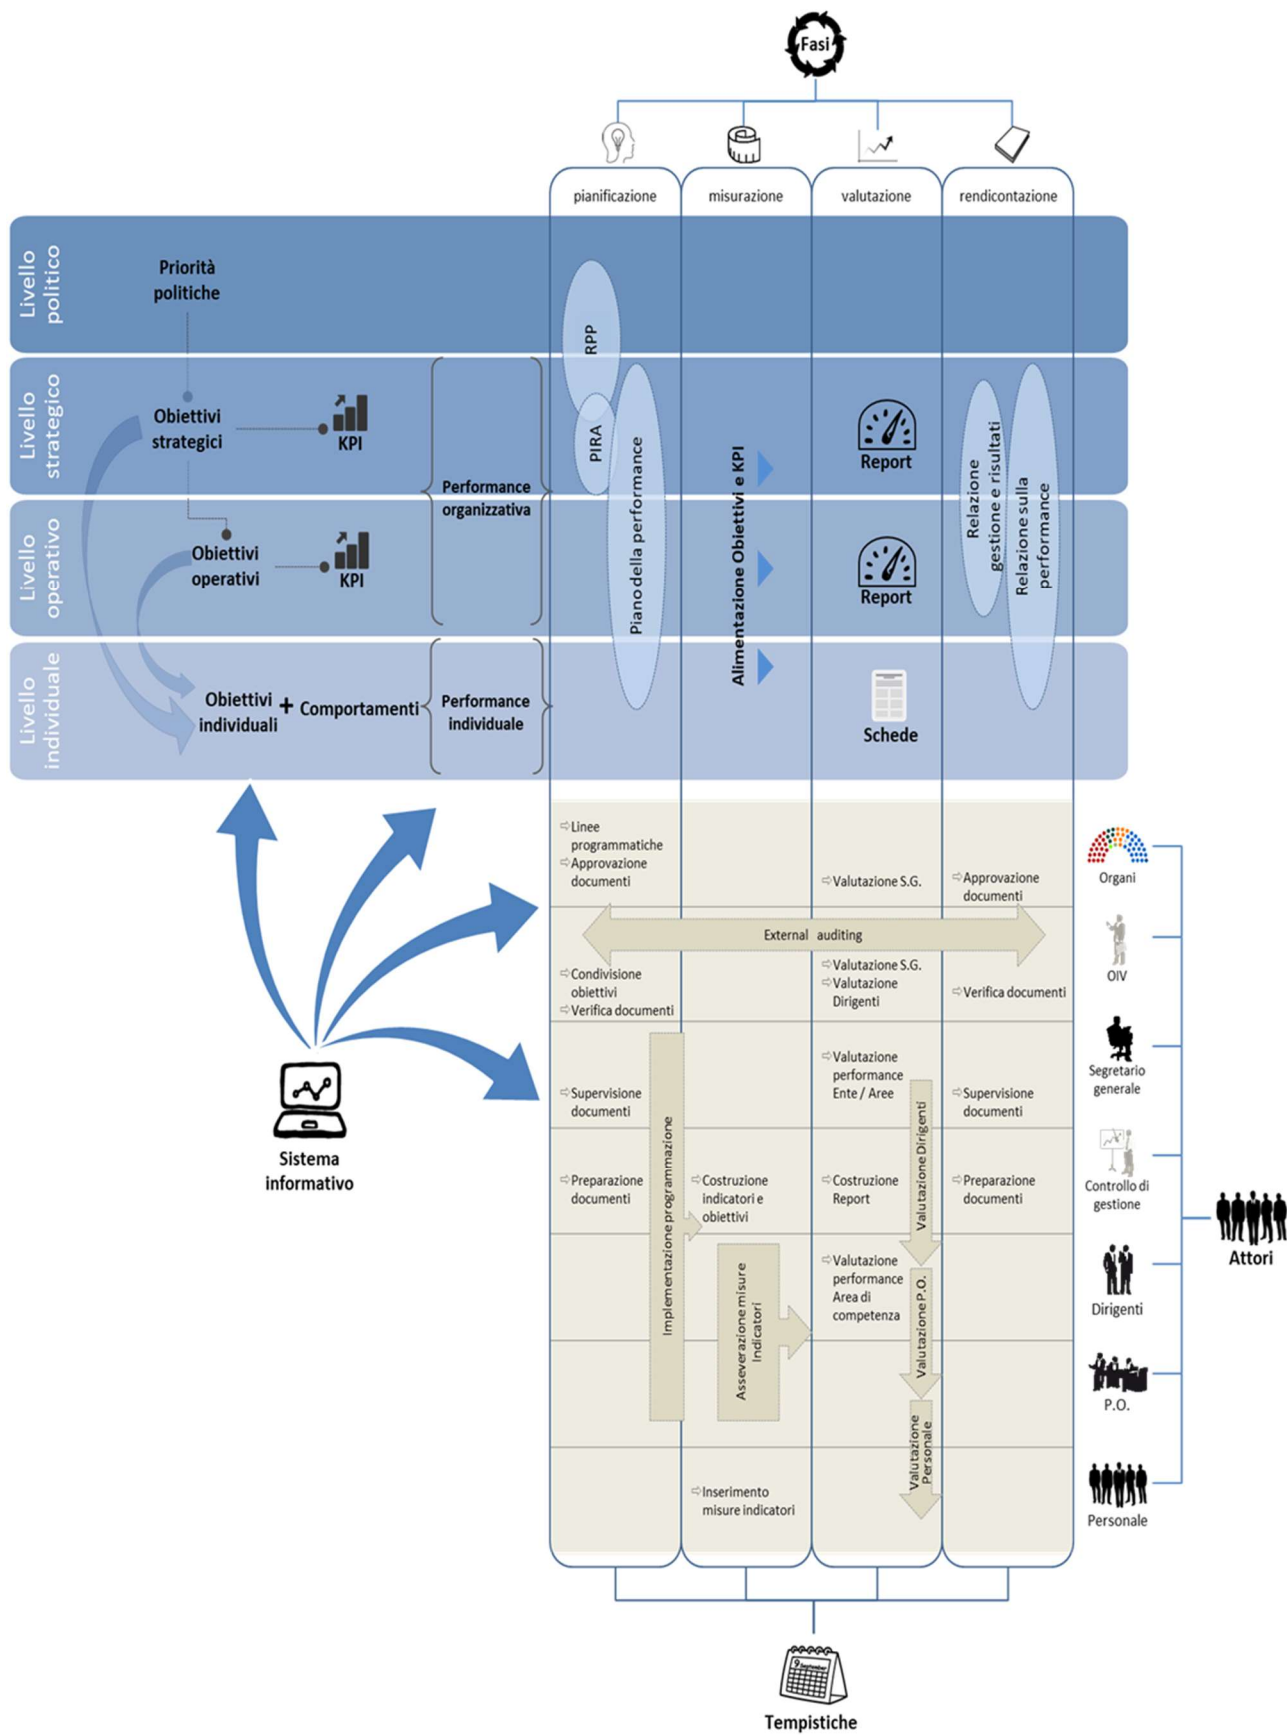 Fasi
pianificazione
misurazione
valutazione
rendicontazione
Livello
politico
Priorità
politiche
RPP
Livello
strategico
Obiettivi
strategici
KPI
PIRA
Report
Performance
organizzativa
Piano della performance
Alimentazione Obiettivi e KPI
Relazione
gestione e risultati
Relazione sulla
performance
Livello
operativo
Obiettivi
operativi
KPI
Report
Livello
individuale
Obiettivi
individuali
+
Comportamenti
Performance
individuale
Schede
⇨Linee
programmatiche
⇨Approvazione
documenti
⇨Valutazione S.G.
⇨Approvazione
documenti
Organi
External auditing
⇨Condivisione
obiettivi
⇨Verifica documenti
⇨Valutazione S.G.
⇨Valutazione
Dirigenti
⇨Verifica documenti
OIV
⇨Supervisione
documenti
⇨Valutazione
performance
Ente / Aree
⇨Supervisione
documenti
Segretario
generale
Sistema
informativo
Implementazione programmazione
Valutazione Dirigenti
⇨Preparazione
documenti
⇨Costruzione
indicatori e
obiettivi
⇨Costruzione
Report
⇨Preparazione
documenti
Controllo di
gestione
Attori
Asseverazione misure
Indicatori
⇨Valutazione
performance
Area di
competenza
Valutazione P.O.
Dirigenti
P.O.
Valutazione
Personale
⇨Inserimento
misure indicatori
Personale
9 September
Tempistiche